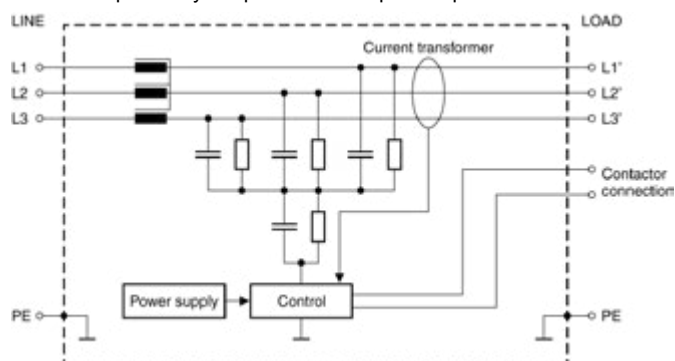 LINE
LOAD
Current transformer
L1
L1'
L2
L2'
L3
L3'
Contactor
connection
Power supply
Control
PE
PE